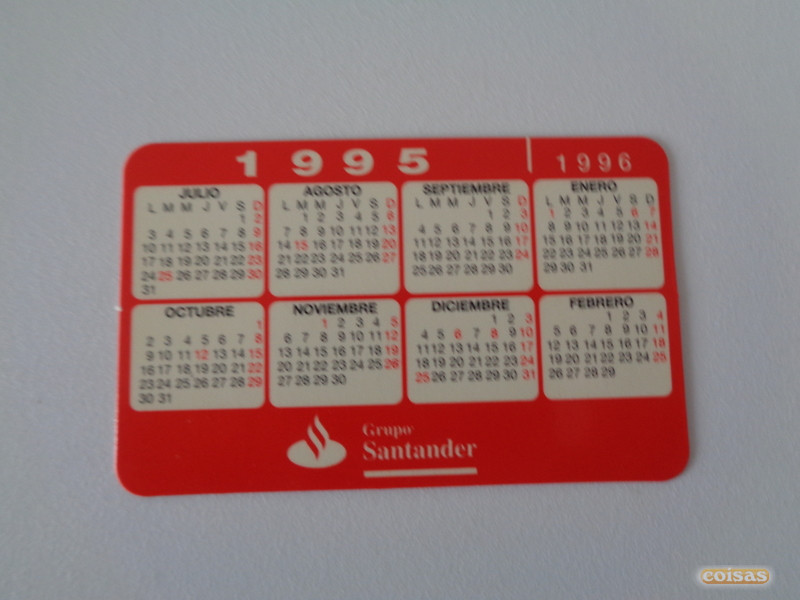 1995 1996
JULIO
L M M J V S D
1 2
3 4 5 6 7 8 9
10 11 12 13 14 15 16
17 18 19 20 21 22 23
24 25 26 27 28 29 30
31
AGOSTO
L M M J V S D
1 2 3 4 5 6
7 8 9 10 11 12 13
14 15 16 17 18 19 20
21 22 23 24 25 26 27
28 29 30 31
SEPTIEMBRE
L M M J V S D
1 2 3
4 5 6 7 8 9 10
11 12 13 14 15 16 17
18 19 20 21 22 23 24
25 26 27 28 29 30
ENERO
L M M J V S D
1 2 3 4 5 6 7
8 9 10 11 12 13 14
15 16 17 18 19 20 21
22 23 24 25 26 27 28
29 30 31
OCTUBRE
1
2 3 4 5 6 7 8
9 10 11 12 13 14 15
16 17 18 19 20 21 22
23 24 25 26 27 28 29
30 31
NOVIEMBRE
1 2 3 4 5
6 7 8 9 10 11 12
13 14 15 16 17 18 19
20 21 22 23 24 25 26
27 28 29 30
DICIEMBRE
1 2 3
4 5 6 7 8 9 10
11 12 13 14 15 16 17
18 19 20 21 22 23 24
25 26 27 28 29 30 31
FEBRERO
1 2 3 4
5 6 7 8 9 10 11
12 13 14 15 16 17 18
19 20 21 22 23 24 25
26 27 28 29
Grupo
Santander
coisas